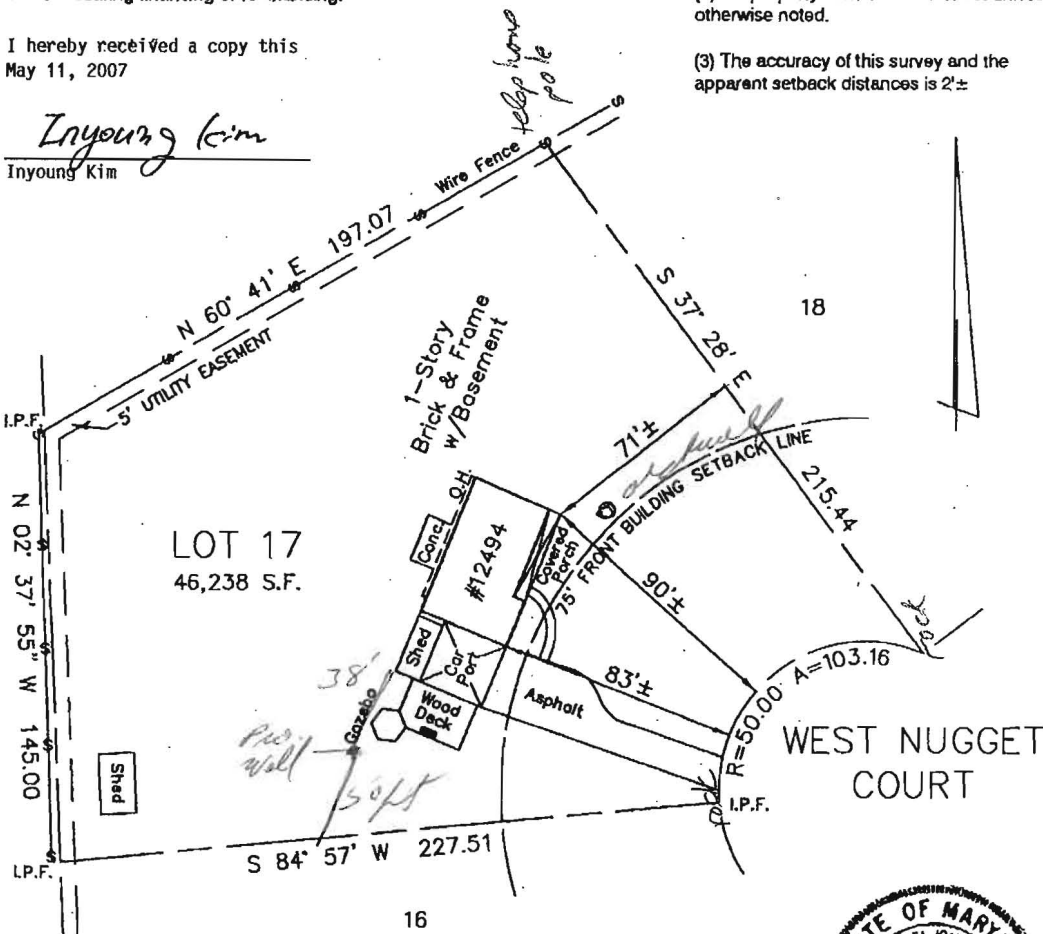 I hereby received a copy this
May 11, 2007
Inyoung Kim
Inyoung Kim
otherwise noted.
(3) The accuracy of this survey and the
apparent setback distances is 2'±
telephone
pole
Wire Fence
N 60° 41' E 197.07
5' UTILITY EASEMENT
I.P.F.
S 37° 28' E
215.44
18
1-Story
Brick & Frame
w/Basement
71'±
75' FRONT BUILDING SETBACK LINE
O.H.
Conc.
#12494
Covered
Porch
90'±
LOT 17
46,238 S.F.
N 02° 37' 55" W 145.00
Shed
Car
Port
83'±
Asphalt
R=50.00 A=103.16
WEST NUGGET
COURT
38'
Gazebo
Wood
Deck
Well
50ft
Shed
I.P.F.
I.P.F.
S 84° 57' W 227.51
16